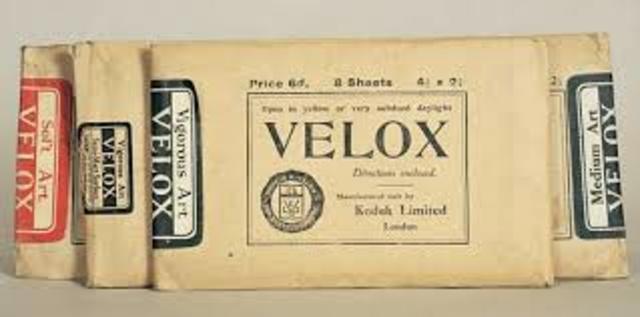 Price 6d. 8 Sheets
Open in yellow or very subdued daylight
VELOX
Directions enclosed.
Manufactured only by
Kodak Limited
London
Soft Art
VELOX
Vigorous Art
VELOX
Vigorous Art
VELOX
Medium Art
VELOX